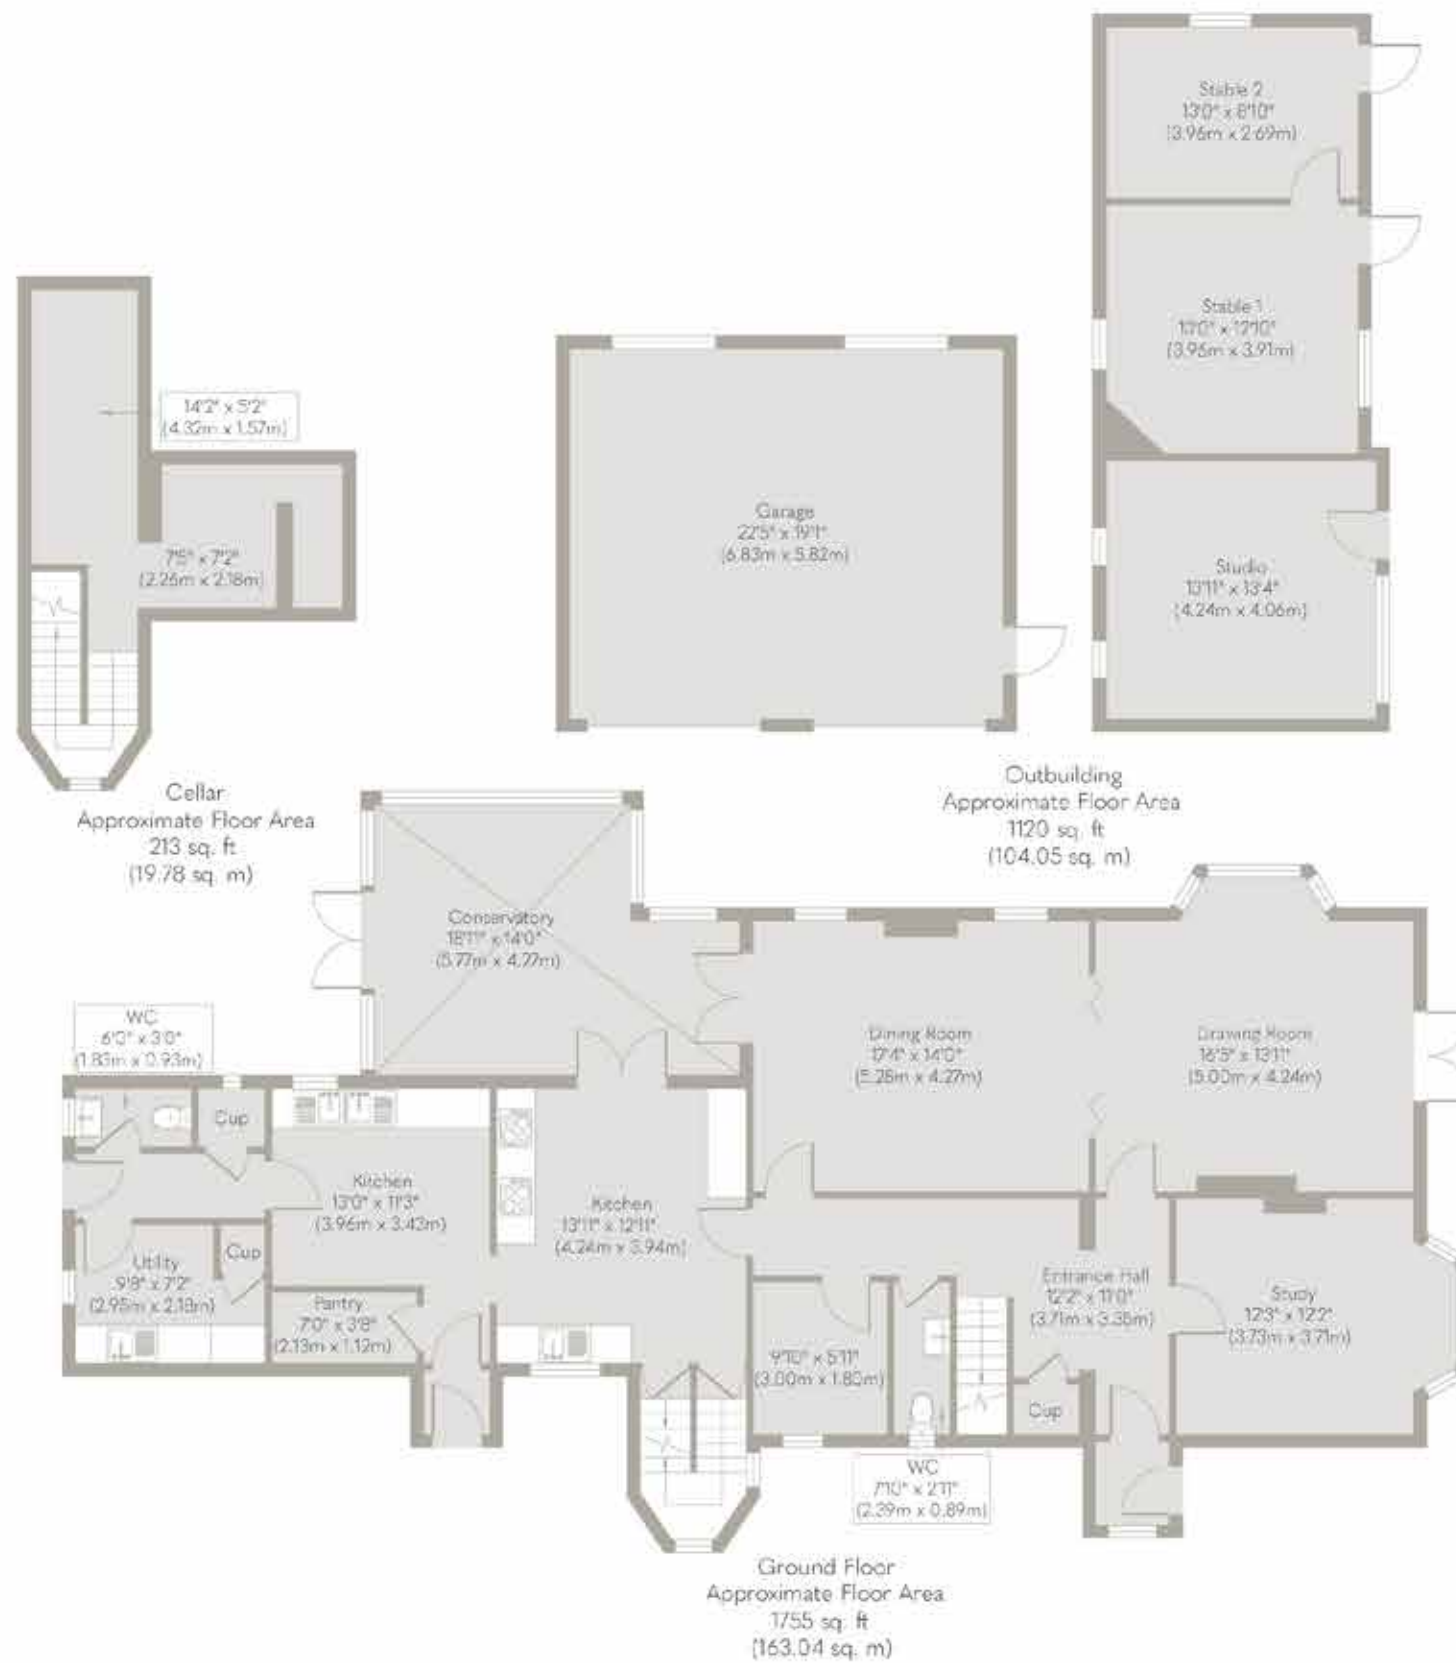 Stable 2
13'0" x 8'10"
(3.96m x 2.69m)
Stable 1
13'0" x 12'10"
(3.96m x 3.91m)
14'2" x 5'2"
(4.32m x 1.57m)
Garage
22'5" x 19'1"
(6.83m x 5.82m)
7'5" x 7'2"
(2.26m x 2.18m)
Studio
13'11" x 13'4"
(4.24m x 4.06m)
Cellar
Approximate Floor Area
213 sq. ft
(19.78 sq. m)
Outbuilding
Approximate Floor Area
1120 sq. ft
(104.05 sq. m)
Conservatory
18'11" x 14'0"
(5.77m x 4.27m)
WC
6'0" x 3'0"
(1.83m x 0.93m)
Dining Room
17'4" x 14'0"
(5.28m x 4.27m)
Drawing Room
16'5" x 13'11"
(5.00m x 4.24m)
Cup
Kitchen
13'0" x 11'3"
(3.96m x 3.43m)
Kitchen
13'11" x 12'11"
(4.24m x 3.94m)
Cup
Utility
9'8" x 7'2"
(2.95m x 2.18m)
Pantry
7'0" x 3'8"
(2.13m x 1.12m)
Entrance Hall
12'2" x 11'0"
(3.71m x 3.35m)
Study
12'3" x 12'2"
(3.73m x 3.71m)
9'10" x 5'11"
(3.00m x 1.80m)
Cup
WC
7'10" x 2'11"
(2.39m x 0.89m)
Ground Floor
Approximate Floor Area
1755 sq. ft
(163.04 sq. m)